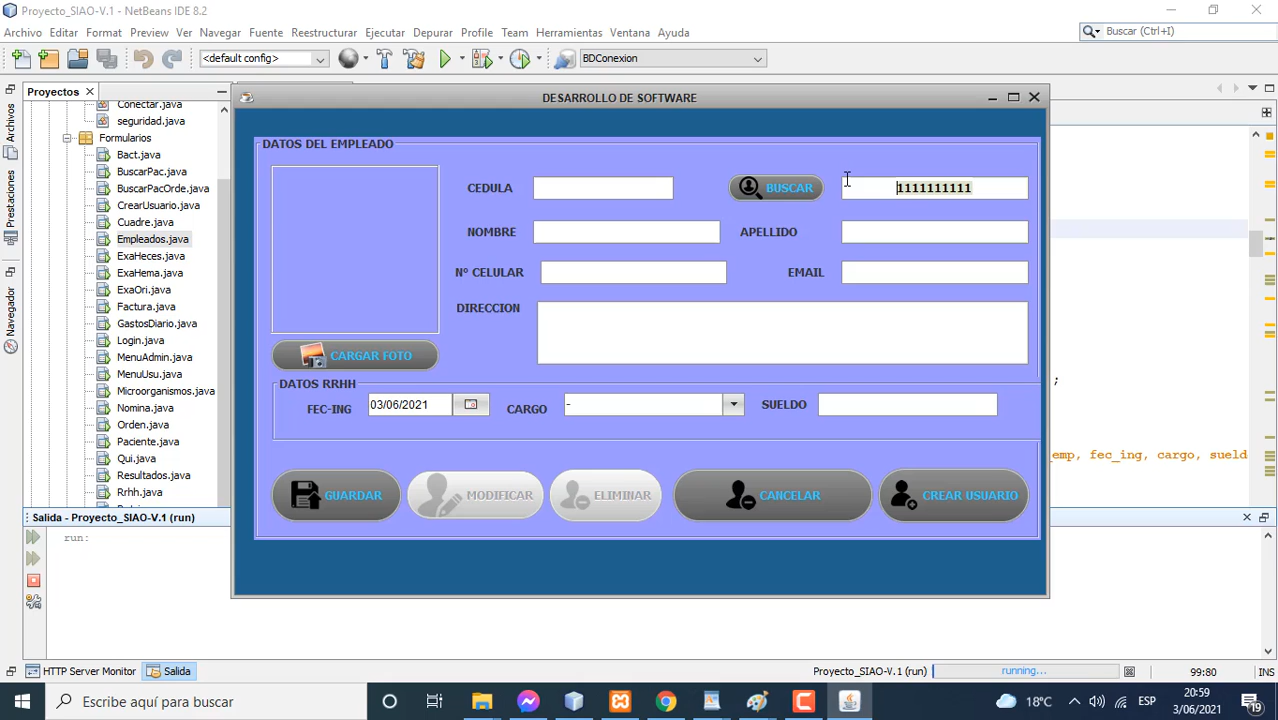 Proyecto_SIAO-V.1 - NetBeans IDE 8.2
Archivo Editar Format Preview Ver Navegar Fuente Reestructurar Ejecutar Depurar Profile Team Herramientas Ventana Ayuda
Buscar (Ctrl+I)
<default config>
BDConexion
Proyectos
DESARROLLO DE SOFTWARE
Archivos
Prestaciones
Navegador
Conectar.java
seguridad.java
Formularios
Bact.java
BuscarPac.java
BuscarPacOrde.java
CrearUsuario.java
Cuadre.java
Empleados.java
ExaHeces.java
ExaHema.java
ExaOri.java
Factura.java
GastosDiario.java
Login.java
MenuAdmin.java
MenuUsu.java
Microorganismos.java
Nomina.java
Orden.java
Paciente.java
Qui.java
Resultados.java
Rrhh.java
DATOS DEL EMPLEADO
CEDULA
BUSCAR
1111111111
NOMBRE
APELLIDO
Nº CELULAR
EMAIL
DIRECCION
CARGAR FOTO
DATOS RRHH
FEC-ING
03/06/2021
CARGO
-
SUELDO
GUARDAR
MODIFICAR
ELIMINAR
CANCELAR
CREAR USUARIO
;
emp, fec_ing, cargo, sueld
Salida - Proyecto_SIAO-V.1 (run)
run:
HTTP Server Monitor
Salida
Proyecto_SIAO-V.1 (run)
running...
99:80
INS
Escribe aquí para buscar
18°C
ESP
20:59
3/06/2021
19